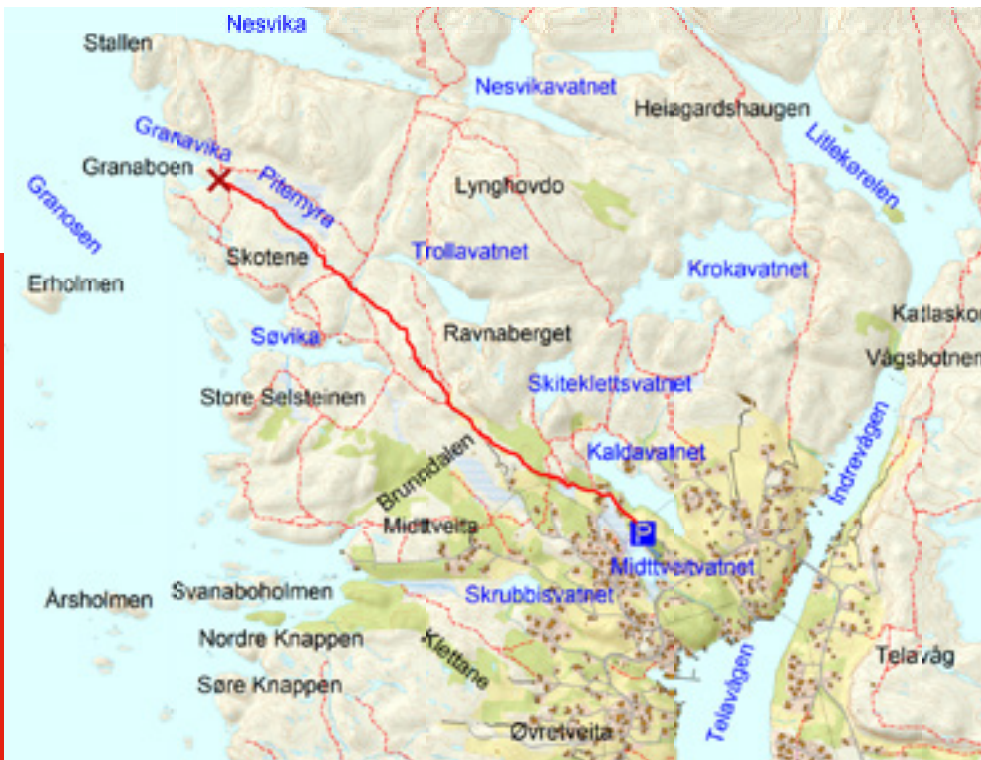 Nesvika
Stallen
Nesvikavatnet
Heiagardshaugen
Granavika
Litlekørelen
Granaboen
Pitemyra
Lynghovdo
Granosen
Skotene
Trollavatnet
Krokavatnet
Erholmen
Katlasko
Søvika
Ravnaberget
Vågsbotnen
Skiteklettsvatnet
Store Selsteinen
Kaldavatnet
Indrevågen
Brunndalen
Midttveita
P
Midttveitvatnet
Årsholmen
Svanaboholmen
Skrubbisvatnet
Nordre Knappen
Klettane
Telavåg
Søre Knappen
Telavågen
Øvretveita